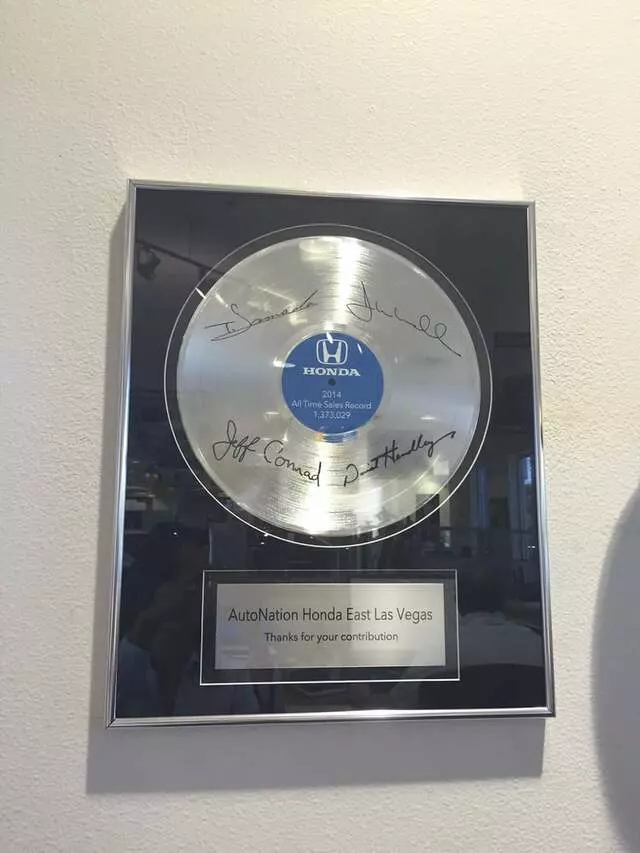 HONDA
2014
All Time Sales Record
1,373,029
Jeff Conrad
AutoNation Honda East Las Vegas
Thanks for your contribution